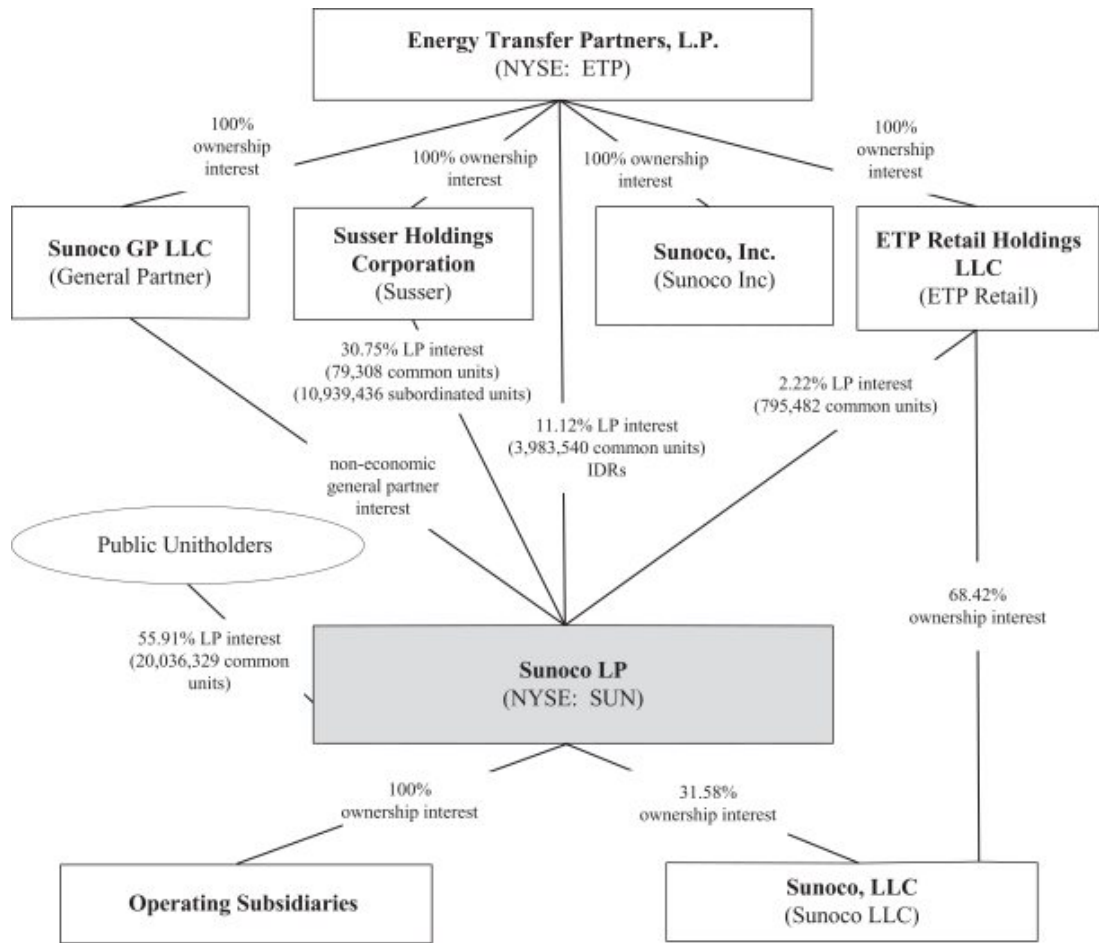 Energy Transfer Partners, L.P.
(NYSE: ETP)
100%
ownership
interest
100% ownership
interest
100% ownership
interest
100%
ownership
interest
Sunoco GP LLC
(General Partner)
Susser Holdings
Corporation
(Susser)
Sunoco, Inc.
(Sunoco Inc)
ETP Retail Holdings
LLC
(ETP Retail)
30.75% LP interest
(79,308 common units)
(10,939,436 subordinated units)
11.12% LP interest
(3,983,540 common units)
IDRs
2.22% LP interest
(795,482 common units)
non-economic
general partner
interest
Public Unitholders
55.91% LP interest
(20,036,329 common
units)
68.42%
ownership interest
Sunoco LP
(NYSE: SUN)
100%
ownership interest
31.58%
ownership interest
Operating Subsidiaries
Sunoco, LLC
(Sunoco LLC)